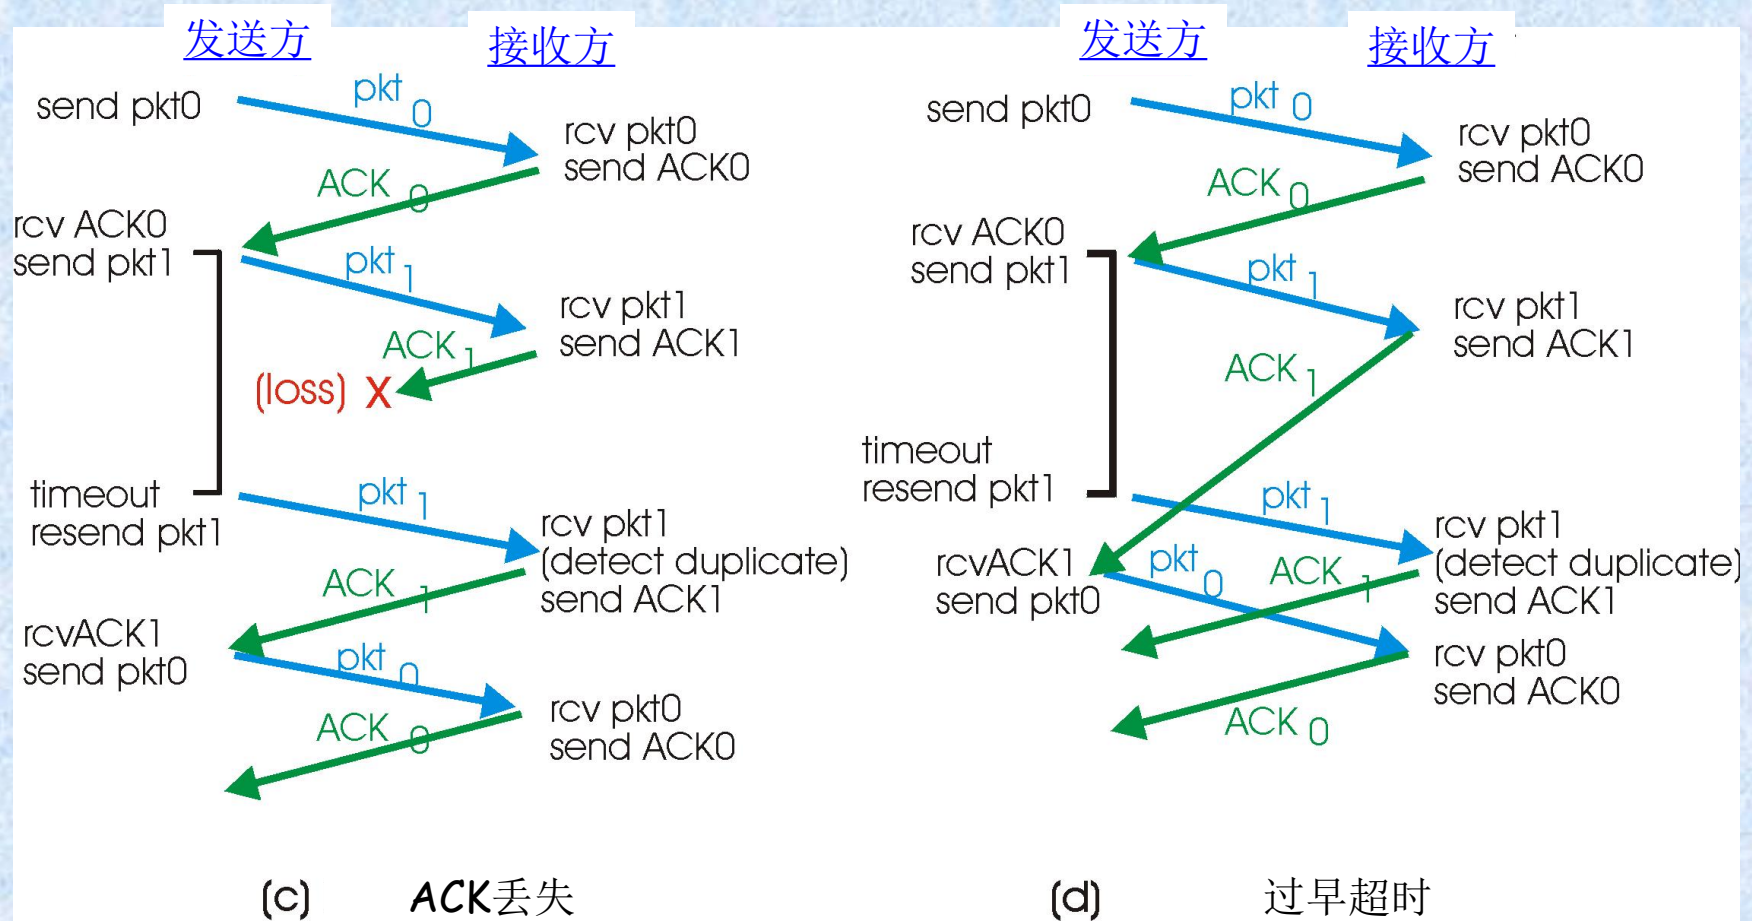 发送方
接收方
send pkt0
pkt 0
rcv pkt0
send ACK0
ACK 0
rcv ACK0
send pkt1
pkt 1
rcv pkt1
send ACK1
ACK 1
(loss) X
timeout
resend pkt1
pkt 1
rcv pkt1
(detect duplicate)
send ACK1
ACK 1
rcvACK1
send pkt0
pkt 0
rcv pkt0
send ACK0
ACK 0
(c) ACK丢失
发送方
接收方
send pkt0
pkt 0
rcv pkt0
send ACK0
ACK 0
rcv ACK0
send pkt1
pkt 1
rcv pkt1
send ACK1
ACK 1
timeout
resend pkt1
pkt 1
rcv pkt1
(detect duplicate)
send ACK1
rcvACK1
send pkt0
pkt 0
ACK 1
rcv pkt0
send ACK0
ACK 0
(d) 过早超时